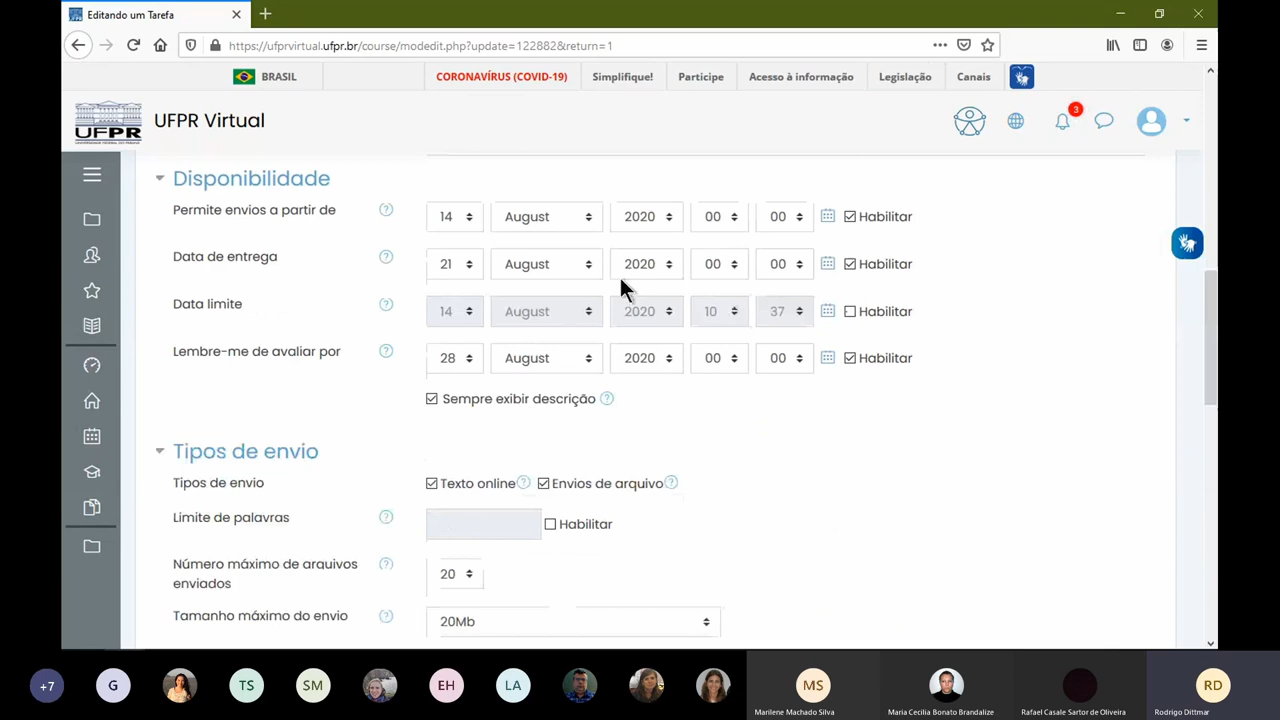 Editando um Tarefa
https://ufprvirtual.ufpr.br/course/modedit.php?update=122882&return=1
BRASIL
CORONAVÍRUS (COVID-19)
Simplifique!
Participe
Acesso à informação
Legislação
Canais
UFPR
UNIVERSIDADE FEDERAL DO PARANÁ
UFPR Virtual
3
Disponibilidade
Permite envios a partir de ? 14 August 2020 00 00 Habilitar
Data de entrega ? 21 August 2020 00 00 Habilitar
Data limite ? 14 August 2020 10 37 Habilitar
Lembre-me de avaliar por ? 28 August 2020 00 00 Habilitar
Sempre exibir descrição ?
Tipos de envio
Tipos de envio Texto online ? Envios de arquivo ?
Limite de palavras ? Habilitar
Número máximo de arquivos
enviados ? 20
Tamanho máximo do envio ? 20Mb
+7
G
TS
SM
EH
LA
MS
RD
Marilene Machado Silva
Maria Cecilia Bonato Brandalize
Rafael Casale Sartor de Oliveira
Rodrigo Dittmar